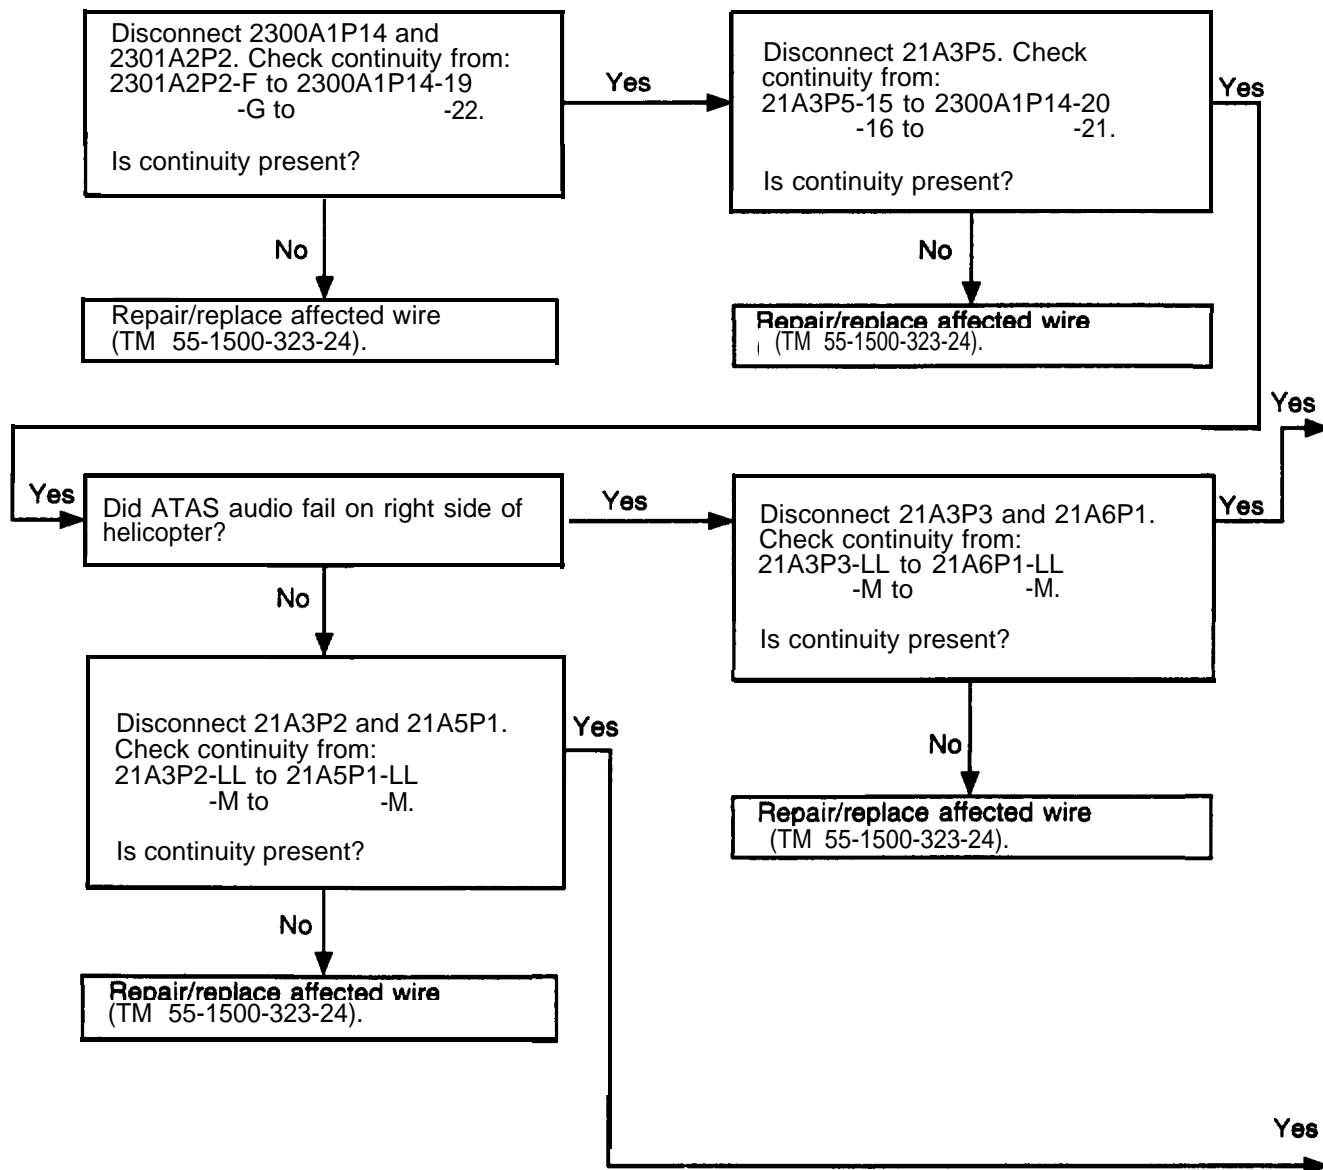 Disconnect 2300A1P14 and
2301A2P2. Check continuity from:
2301A2P2-F to 2300A1P14-19
-G to -22.
Is continuity present?
Yes
Disconnect 21A3P5. Check
continuity from:
21A3P5-15 to 2300A1P14-20
-16 to -21.
Is continuity present?
Yes
No
No
Repair/replace affected wire
(TM 55-1500-323-24).
Repair/replace affected wire
(TM 55-1500-323-24).
Yes
Yes
Did ATAS audio fail on right side of
helicopter?
Yes
Disconnect 21A3P3 and 21A6P1.
Check continuity from:
21A3P3-LL to 21A6P1-LL
-M to -M.
Is continuity present?
Yes
No
Disconnect 21A3P2 and 21A5P1.
Check continuity from:
21A3P2-LL to 21A5P1-LL
-M to -M.
Is continuity present?
Yes
No
Repair/replace affected wire
(TM 55-1500-323-24).
No
Repair/replace affected wire
(TM 55-1500-323-24).
Yes